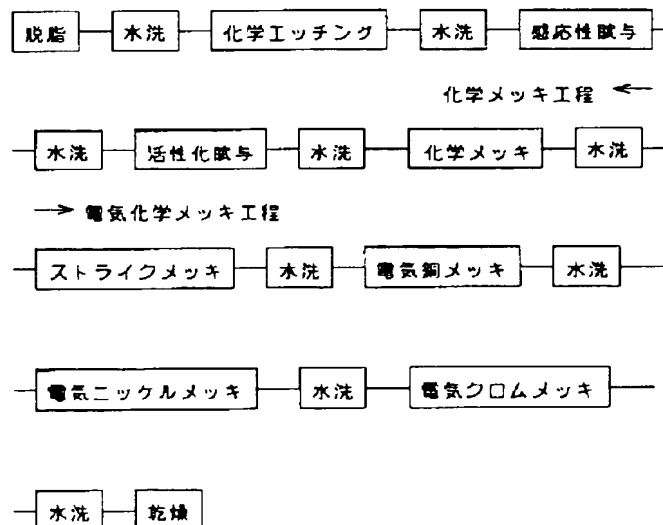 脱脂 水洗 化学エッチング 水洗 感応性賦与
化学メッキ工程 ←
水洗 活性化賦与 水洗 化学メッキ 水洗
→ 電気化学メッキ工程
ストライクメッキ 水洗 電気銅メッキ 水洗
電気ニッケルメッキ 水洗 電気クロムメッキ
水洗 乾燥